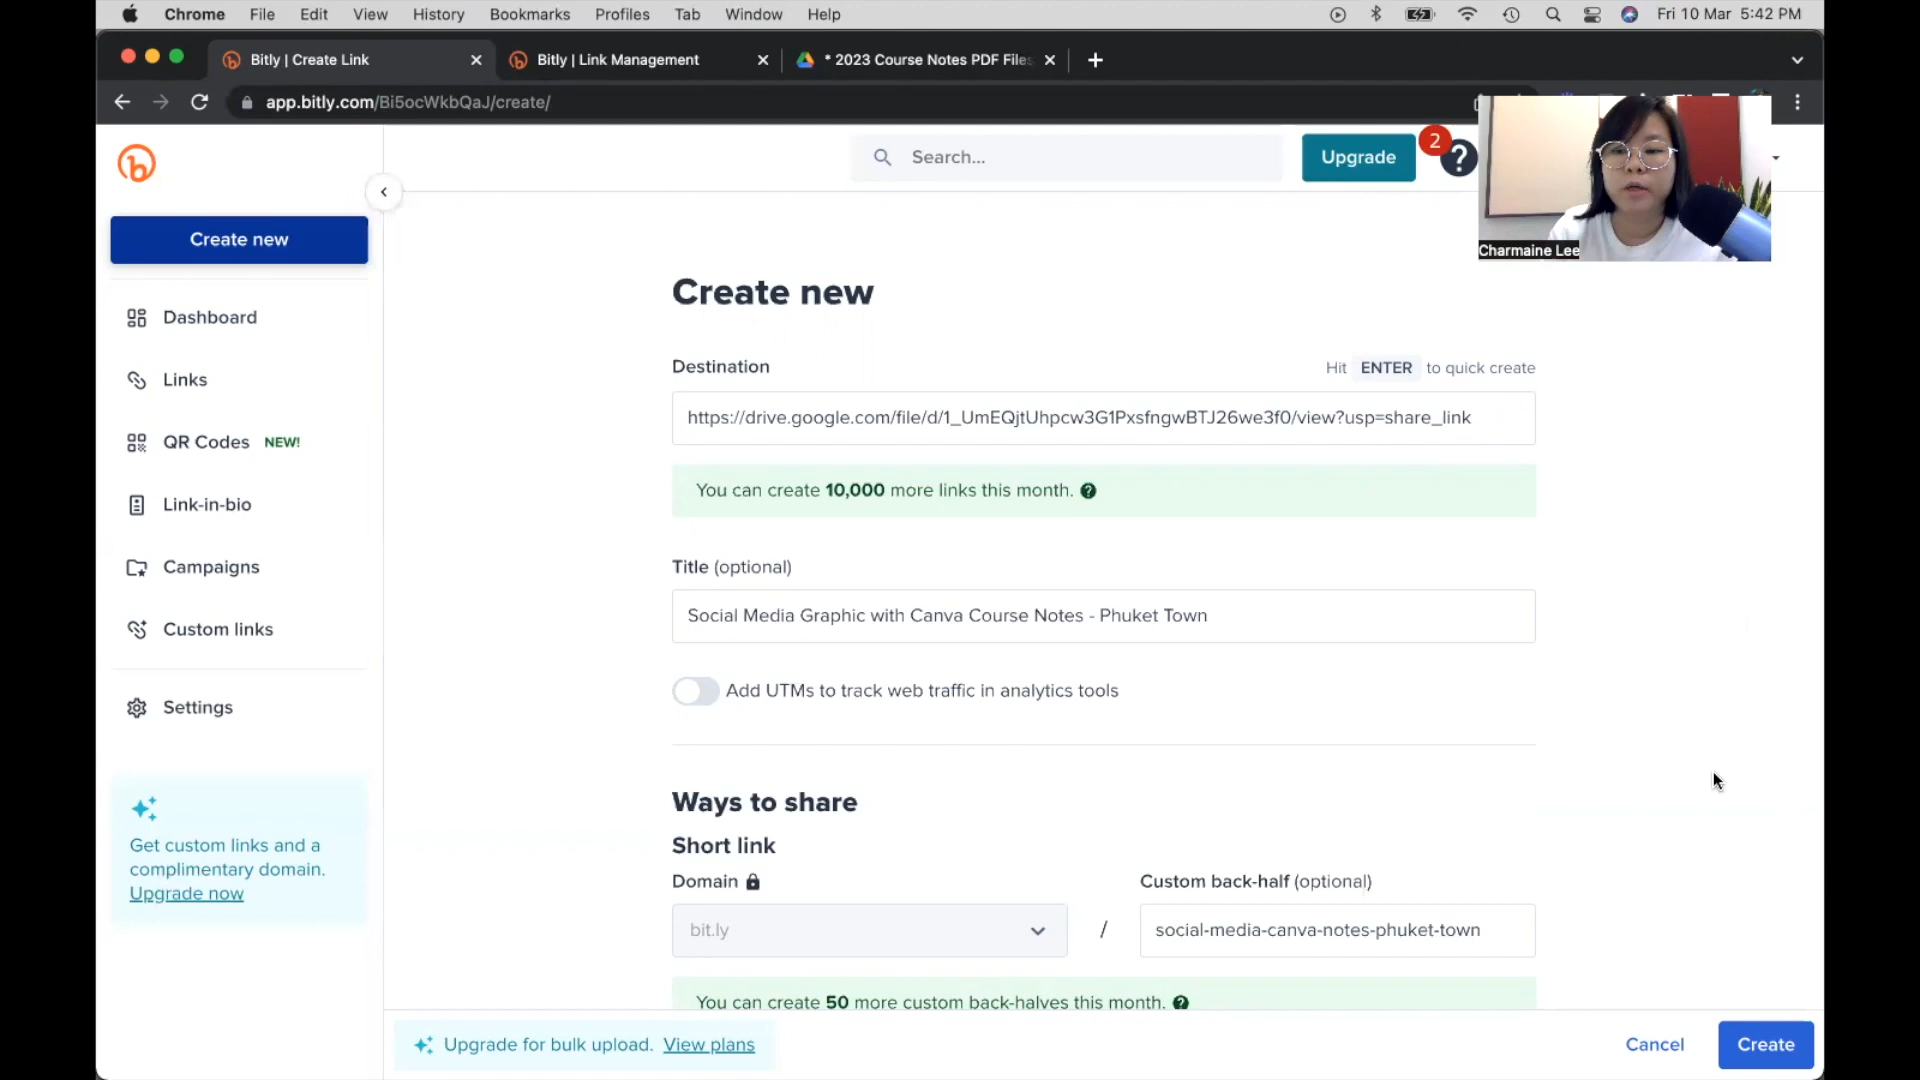 Chrome File Edit View History Bookmarks Profiles Tab Window Help Fri 10 Mar 5:42 PM
Bitly | Create Link Bitly | Link Management * 2023 Course Notes PDF Files
app.bitly.com/Bi5ocWkbQaJ/create/
Search...
Upgrade
2
Charmaine Lee
Create new
Dashboard
Links
QR Codes NEW!
Link-in-bio
Campaigns
Custom links
Settings
Get custom links and a
complimentary domain.
Upgrade now
Create new
Destination
Hit ENTER to quick create
https://drive.google.com/file/d/1_UmEQjtUhpcw3G1PxsfngwBTJ26we3f0/view?usp=share_link
You can create 10,000 more links this month.
Title (optional)
Social Media Graphic with Canva Course Notes - Phuket Town
Add UTMs to track web traffic in analytics tools
Ways to share
Short link
Domain
Custom back-half (optional)
bit.ly / social-media-canva-notes-phuket-town
You can create 50 more custom back-halves this month.
Upgrade for bulk upload. View plans
Cancel
Create